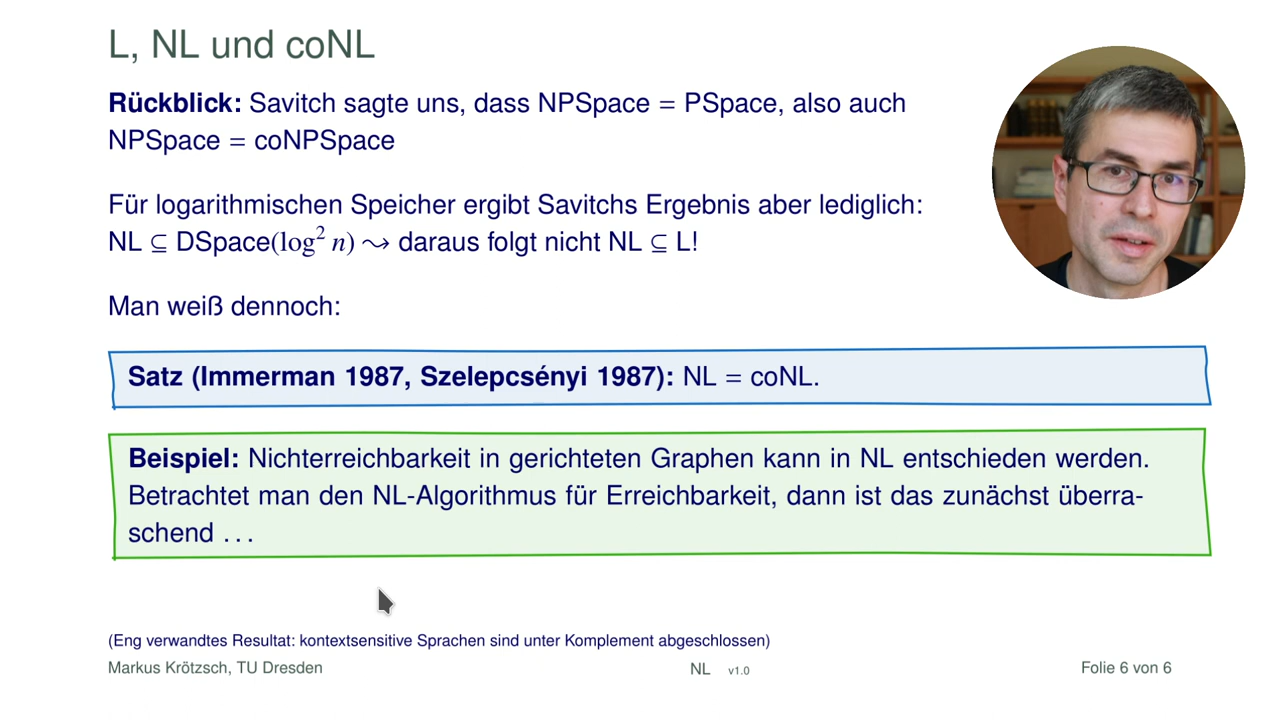 L, NL und coNL
Rückblick: Savitch sagte uns, dass NPSpace = PSpace, also auch
NPSpace = coNPSpace
Für logarithmischen Speicher ergibt Savitchs Ergebnis aber lediglich:
NL ⊆ DSpace(log² n) ⇝ daraus folgt nicht NL ⊆ L!
Man weiß dennoch:
Satz (Immerman 1987, Szelepcsényi 1987): NL = coNL.
Beispiel: Nichterreichbarkeit in gerichteten Graphen kann in NL entschieden werden.
Betrachtet man den NL-Algorithmus für Erreichbarkeit, dann ist das zunächst überra-
schend . . .
(Eng verwandtes Resultat: kontextsensitive Sprachen sind unter Komplement abgeschlossen)
Markus Krötzsch, TU Dresden NL v1.0 Folie 6 von 6